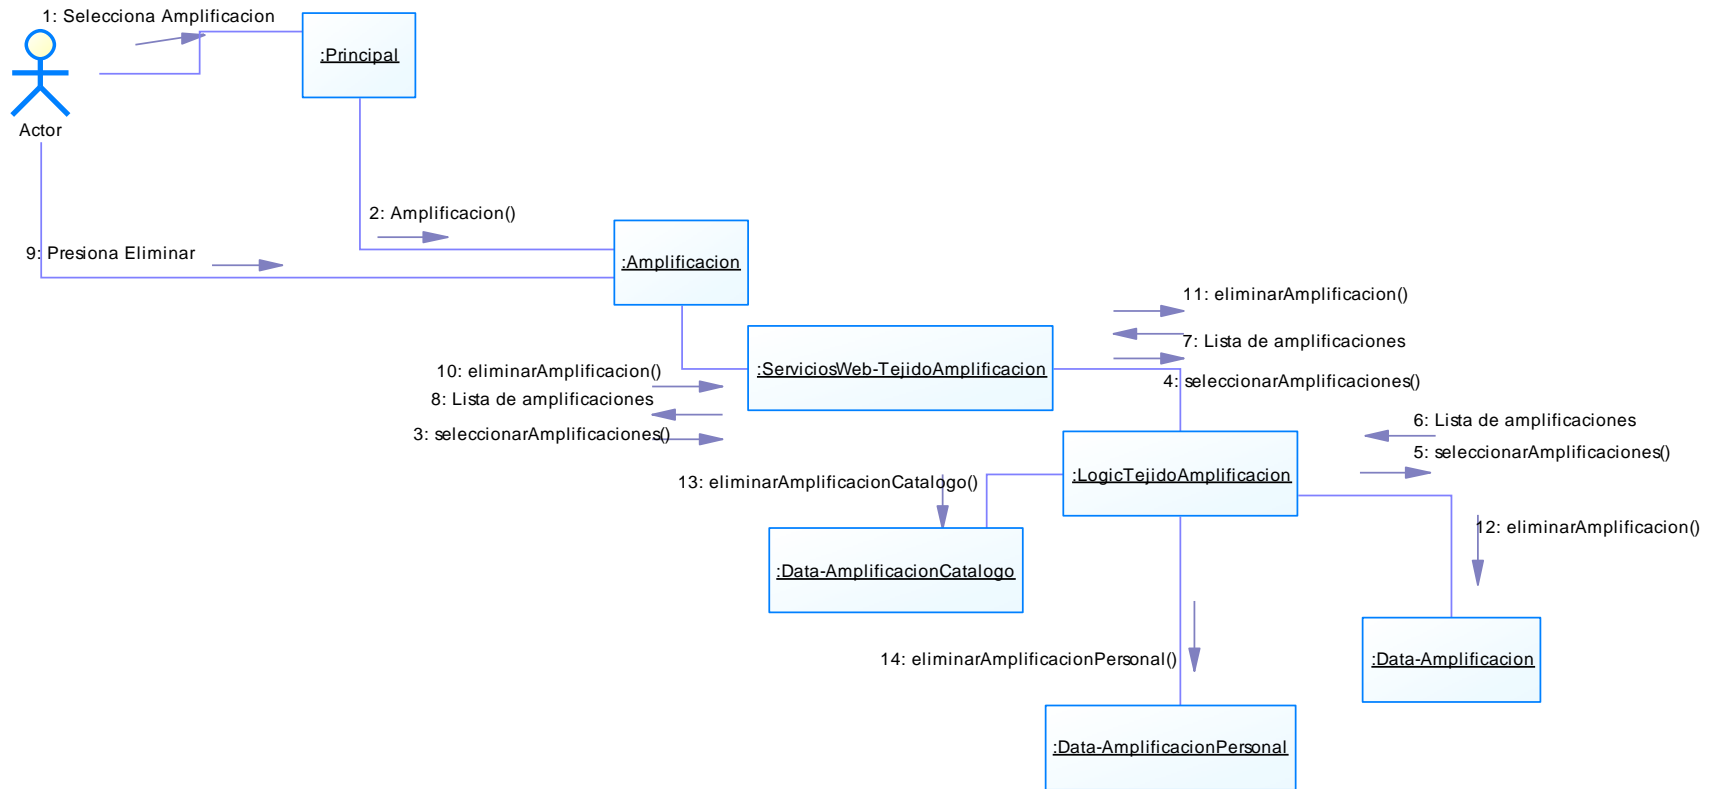 1: Selecciona Amplificacion
:Principal
Actor
2: Amplificacion()
9: Presiona Eliminar
:Amplificacion
11: eliminarAmplificacion()
7: Lista de amplificaciones
:ServiciosWeb-TejidoAmplificacion
10: eliminarAmplificacion()
4: seleccionarAmplificaciones()
8: Lista de amplificaciones
6: Lista de amplificaciones
3: seleccionarAmplificaciones()
5: seleccionarAmplificaciones()
:LogicTejidoAmplificacion
13: eliminarAmplificacionCatalogo()
12: eliminarAmplificacion()
:Data-AmplificacionCatalogo
14: eliminarAmplificacionPersonal()
:Data-Amplificacion
:Data-AmplificacionPersonal